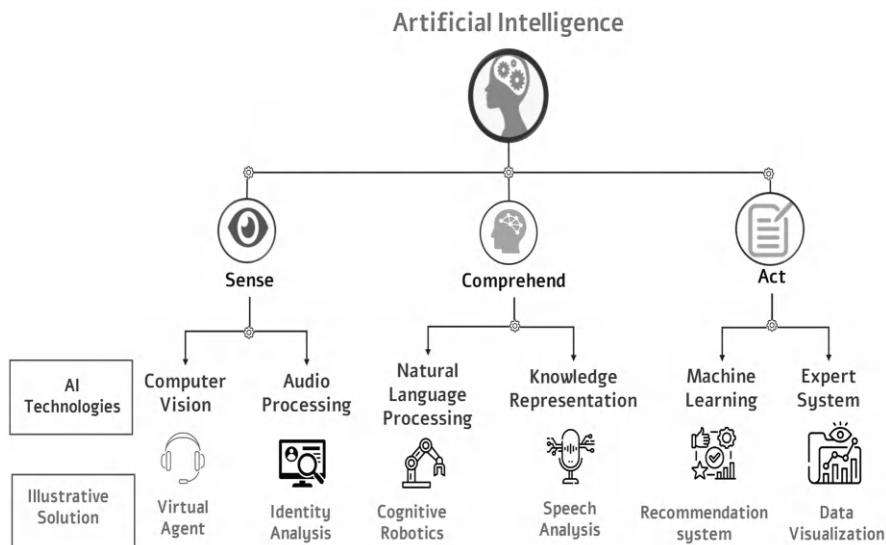 Artificial Intelligence
Sense
Comprehend
Act
AI
Technologies
Computer
Vision
Audio
Processing
Natural
Language
Processing
Knowledge
Representation
Machine
Learning
Expert
System
Illustrative
Solution
Virtual
Agent
Identity
Analysis
Cognitive
Robotics
Speech
Analysis
Recommendation
system
Data
Visualization